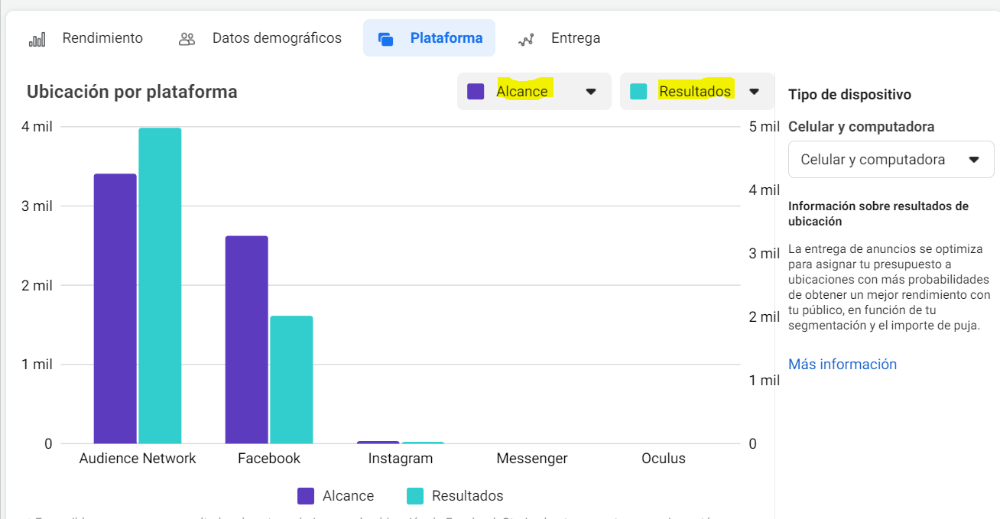 Rendimiento
Datos demográficos
Plataforma
Entrega
Ubicación por plataforma
Alcance
Resultados
4 mil
3 mil
2 mil
1 mil
0
5 mil
4 mil
3 mil
2 mil
1 mil
0
Audience Network
Facebook
Instagram
Messenger
Oculus
Alcance
Resultados
Tipo de dispositivo
Celular y computadora
Celular y computadora
Información sobre resultados de
ubicación
La entrega de anuncios se optimiza
para asignar tu presupuesto a
ubicaciones con más probabilidades
de obtener un mejor rendimiento con
tu público, en función de tu
segmentación y el importe de puja.
Más información